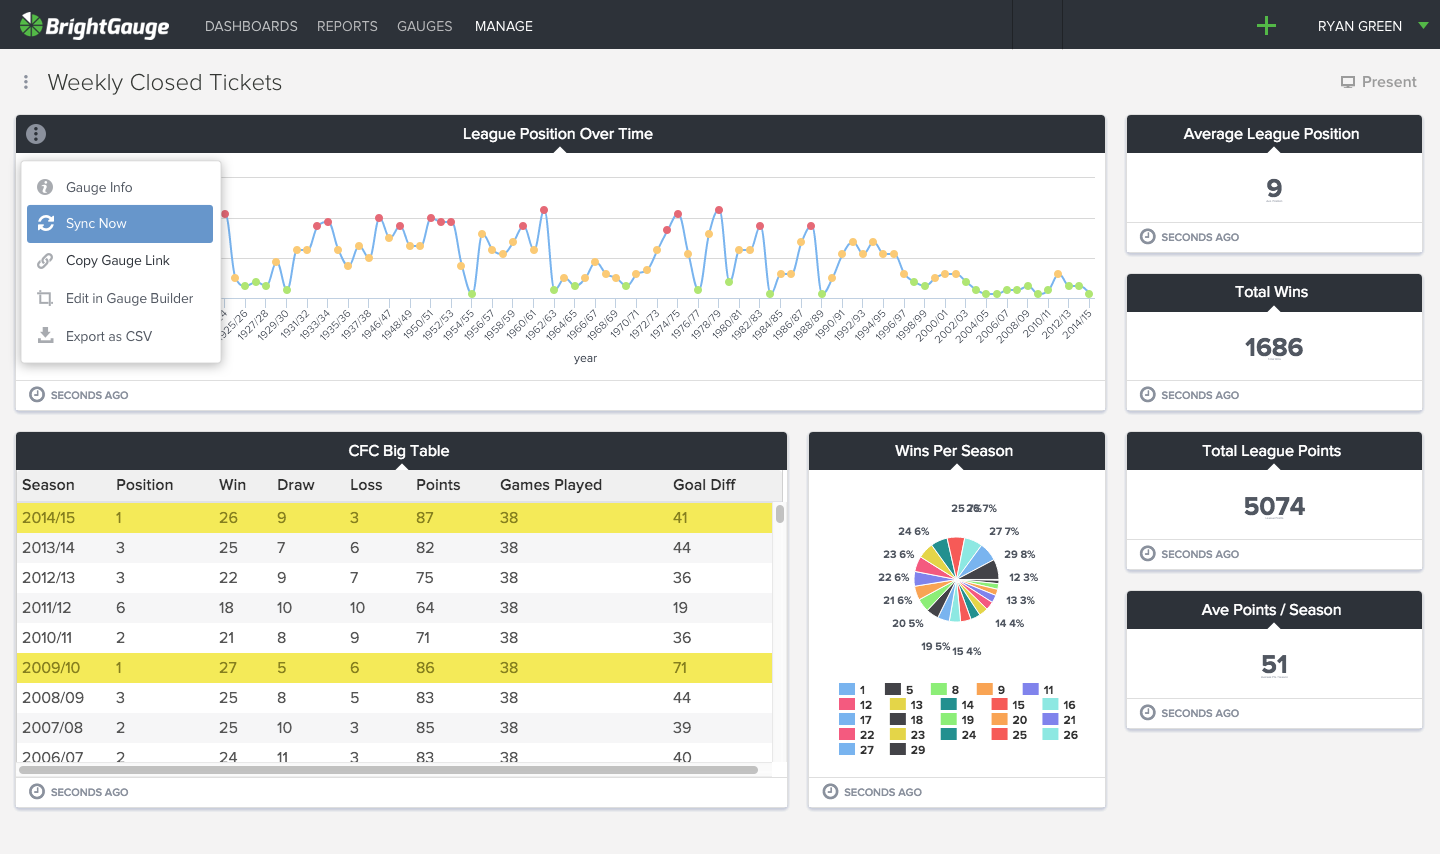 BrightGauge DASHBOARDS REPORTS GAUGES MANAGE RYAN GREEN
Weekly Closed Tickets Present
League Position Over Time
Gauge Info
Sync Now
Copy Gauge Link
Edit in Gauge Builder
Export as CSV
1925/26 1927/28 1929/30 1931/32 1933/34 1935/36 1937/38 1946/47 1948/49 1950/51 1952/53 1954/55 1956/57 1958/59 1960/61 1962/63 1964/65 1966/67 1968/69 1970/71 1972/73 1974/75 1976/77 1978/79 1980/81 1982/83 1984/85 1986/87 1988/89 1990/91 1992/93 1994/95 1996/97 1998/99 2000/01 2002/03 2004/05 2006/07 2008/09 2010/11 2012/13 2014/15
year
SECONDS AGO
Average League Position
9
SECONDS AGO
Total Wins
1686
SECONDS AGO
CFC Big Table
Season Position Win Draw Loss Points Games Played Goal Diff
2014/15 1 26 9 3 87 38 41
2013/14 3 25 7 6 82 38 44
2012/13 3 22 9 7 75 38 36
2011/12 6 18 10 10 64 38 19
2010/11 2 21 8 9 71 38 36
2009/10 1 27 5 6 86 38 71
2008/09 3 25 8 5 83 38 44
2007/08 2 25 10 3 85 38 39
2006/07 2 24 11 3 83 38 40
SECONDS AGO
Wins Per Season
27 7%
24 6%
29 8%
23 6%
12 3%
22 6%
13 3%
21 6%
14 4%
20 5%
19 5% 15 4%
1 5 8 9 11
12 13 14 15 16
17 18 19 20 21
22 23 24 25 26
27 29
SECONDS AGO
Total League Points
5074
SECONDS AGO
Ave Points / Season
51
SECONDS AGO